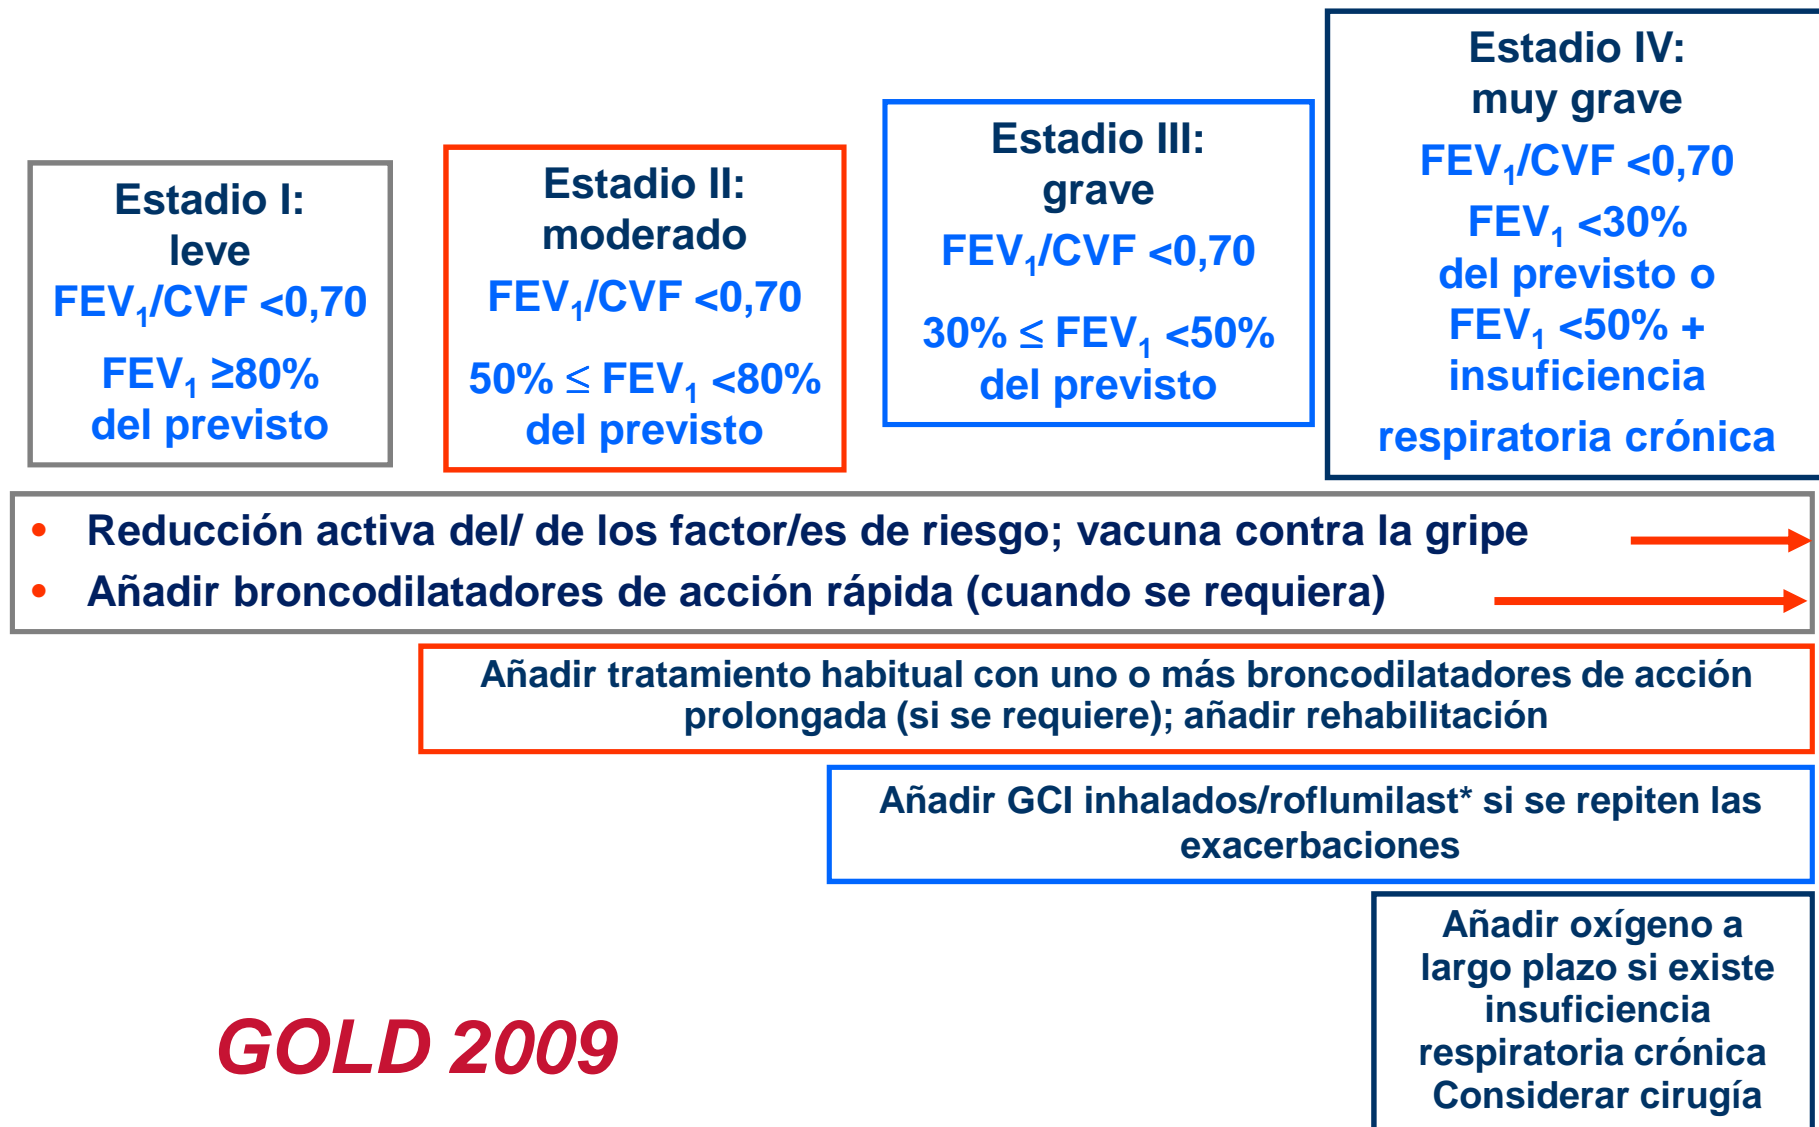 Estadio I:
leve
FEV1/CVF <0,70
FEV1 ≥80%
del previsto
Estadio II:
moderado
FEV1/CVF <0,70
50% ≤ FEV1 <80%
del previsto
Estadio III:
grave
FEV1/CVF <0,70
30% ≤ FEV1 <50%
del previsto
Estadio IV:
muy grave
FEV1/CVF <0,70
FEV1 <30%
del previsto o
FEV1 <50% +
insuficiencia
respiratoria crónica
• Reducción activa del/ de los factor/es de riesgo; vacuna contra la gripe
• Añadir broncodilatadores de acción rápida (cuando se requiera)
Añadir tratamiento habitual con uno o más broncodilatadores de acción
prolongada (si se requiere); añadir rehabilitación
Añadir GCI inhalados/roflumilast* si se repiten las
exacerbaciones
Añadir oxígeno a
largo plazo si existe
insuficiencia
respiratoria crónica
Considerar cirugía
GOLD 2009